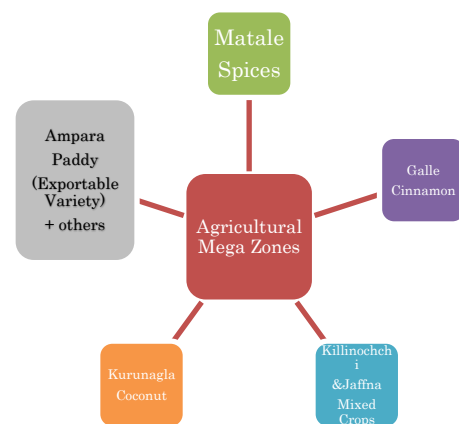 Matale
Spices
Ampara
Paddy
(Exportable
Variety)
+ others
Galle
Cinnamon
Agricultural
Mega Zones
Kurunagla
Coconut
Killinochch
i
&Jaffna
Mixed
Crops